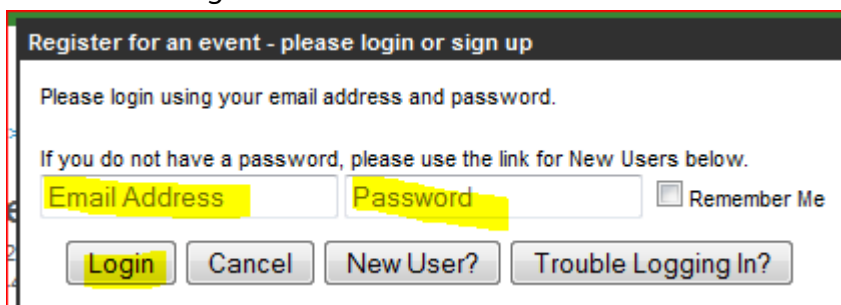 Register for an event - please login or sign up
Please login using your email address and password.
If you do not have a password, please use the link for New Users below.
Email Address Password Remember Me
Login Cancel New User? Trouble Logging In?